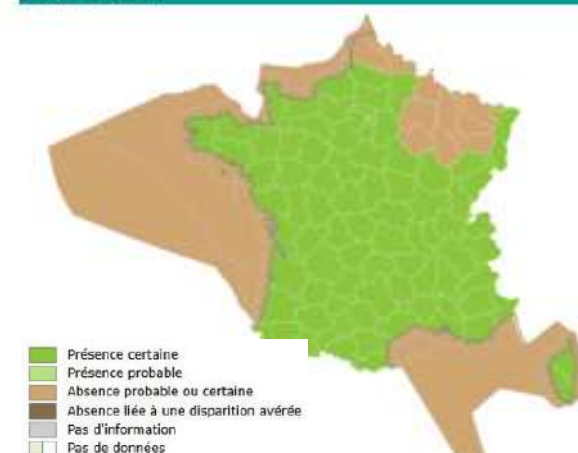 Présence certaine
Présence probable
Absence probable ou certaine
Absence liée à une disparition avérée
Pas d'information
Pas de données